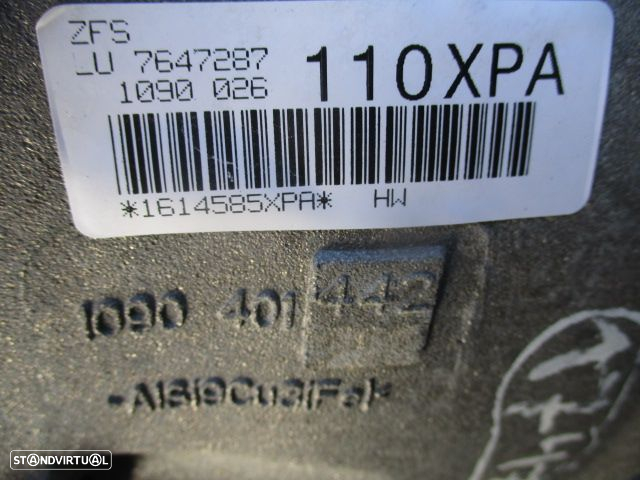 ZFS
LU 7647287
1090 026
110XPA
*1614585XPA* HW
1090 401 442
-AlSi9Cu3(Fe)-
STANDVIRTUAL